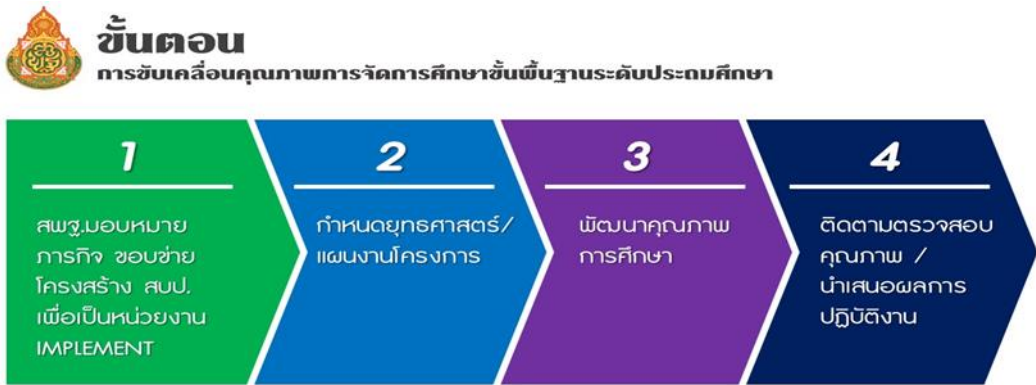 ขั้นตอน
การขับเคลื่อนคุณภาพการจัดการศึกษาขั้นพื้นฐานระดับประถมศึกษา
1
สพฐ.มอบหมาย
ภารกิจ ขอบข่าย
โครงสร้าง สบป.
เพื่อเป็นหน่วยงาน
IMPLEMENT
2
กำหนดยุทธศาสตร์/
แผนงานโครงการ
3
พัฒนาคุณภาพ
การศึกษา
4
ติดตามตรวจสอบ
คุณภาพ /
นำเสนอผลการ
ปฏิบัติงาน